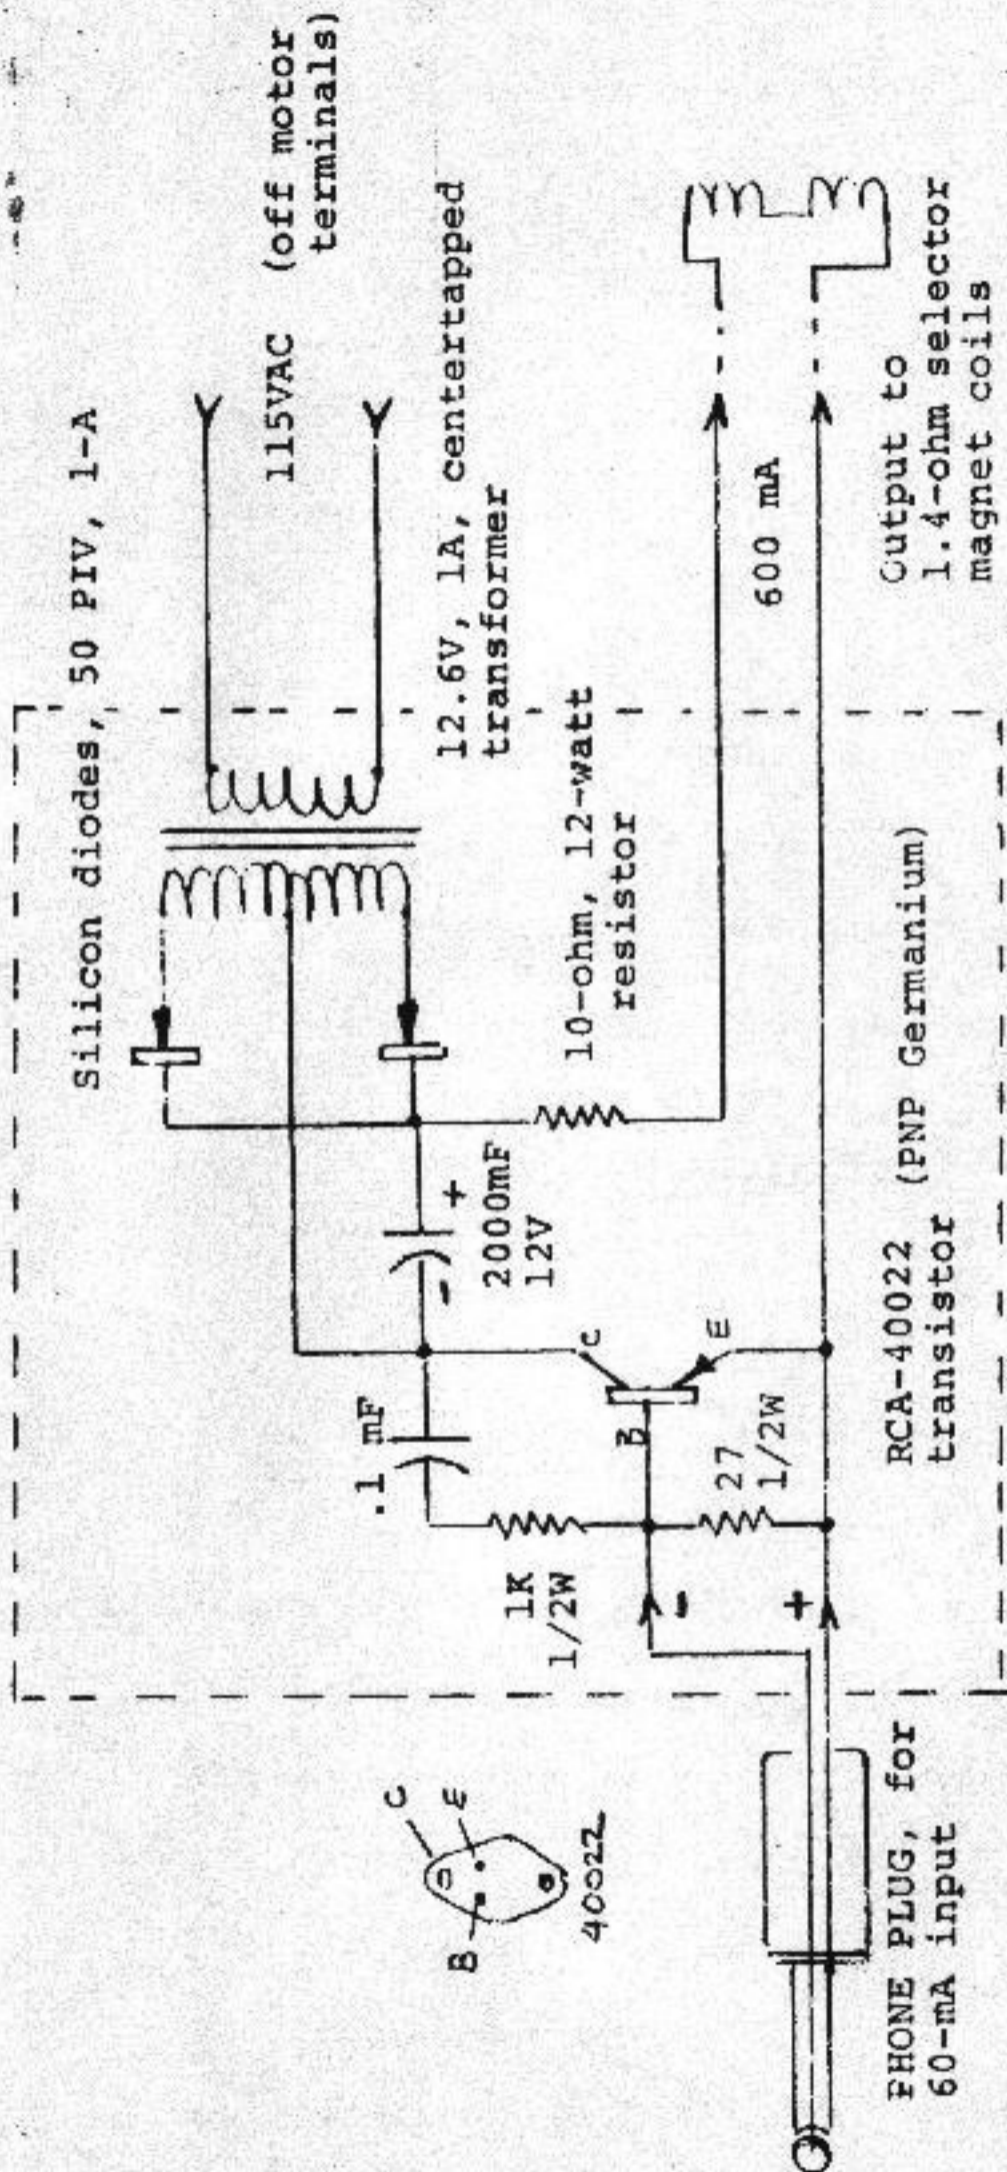 Silicon diodes, 50 PIV, 1-A
115VAC (off motor
terminals)
12.6V, 1A, centertapped
transformer
10-ohm, 12-watt
resistor
+
-
2000mF
12V
.1 mF
1K
1/2W
C
B
E
27
1/2W
-
+
600 mA
Output to
1.4-ohm selector
magnet coils
RCA-40022 (PNP Germanium)
transistor
C
E
B
40022
PHONE PLUG, for
60-mA input